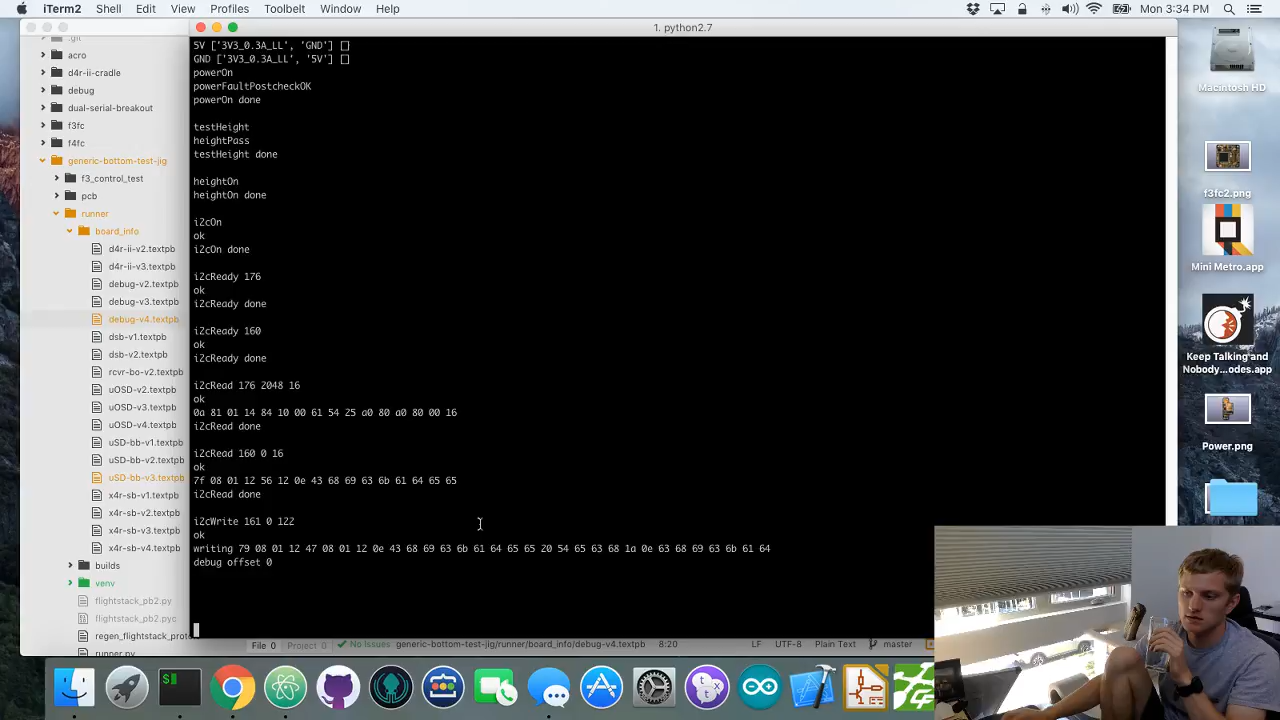 iTerm2 Shell Edit View Profiles Toolbelt Window Help
Mon 3:34 PM
1. python2.7
.git
acro
d4r-ii-cradle
debug
dual-serial-breakout
f3fc
f4fc
generic-bottom-test-jig
f3_control_test
pcb
runner
board_info
d4r-ii-v2.textpb
d4r-ii-v3.textpb
debug-v2.textpb
debug-v3.textpb
debug-v4.textpb
dsb-v1.textpb
dsb-v2.textpb
rcvr-bo-v2.textpb
uOSD-v2.textpb
uOSD-v3.textpb
uOSD-v4.textpb
uSD-bb-v1.textpb
uSD-bb-v2.textpb
uSD-bb-v3.textpb
x4r-sb-v1.textpb
x4r-sb-v2.textpb
x4r-sb-v3.textpb
x4r-sb-v4.textpb
builds
venv
flightstack_pb2.py
flightstack_pb2.pyc
regen_flightstack_proto
runner.py
5V ['3V3_0.3A_LL', 'GND'] []
GND ['3V3_0.3A_LL', '5V'] []
powerOn
powerFaultPostcheckOK
powerOn done
testHeight
heightPass
testHeight done
heightOn
heightOn done
i2cOn
ok
i2cOn done
i2cReady 176
ok
i2cReady done
i2cReady 160
ok
i2cReady done
i2cRead 176 2048 16
ok
0a 81 01 14 84 10 00 61 54 25 a0 80 a0 80 00 16
i2cRead done
i2cRead 160 0 16
ok
7f 08 01 12 56 12 0e 43 68 69 63 6b 61 64 65 65
i2cRead done
i2cWrite 161 0 122
ok
writing 79 08 01 12 47 08 01 12 0e 43 68 69 63 6b 61 64 65 65 20 54 65 63 68 1a 0e 63 68 69 63 6b 61 64
debug offset 0
File 0 Project 0 No Issues generic-bottom-test-jig/runner/board_info/debug-v4.textpb 8:20 LF UTF-8 Plain Text master
Macintosh HD
f3fc2.png
Mini Metro.app
Keep Talking and
Nobody...odes.app
Power.png